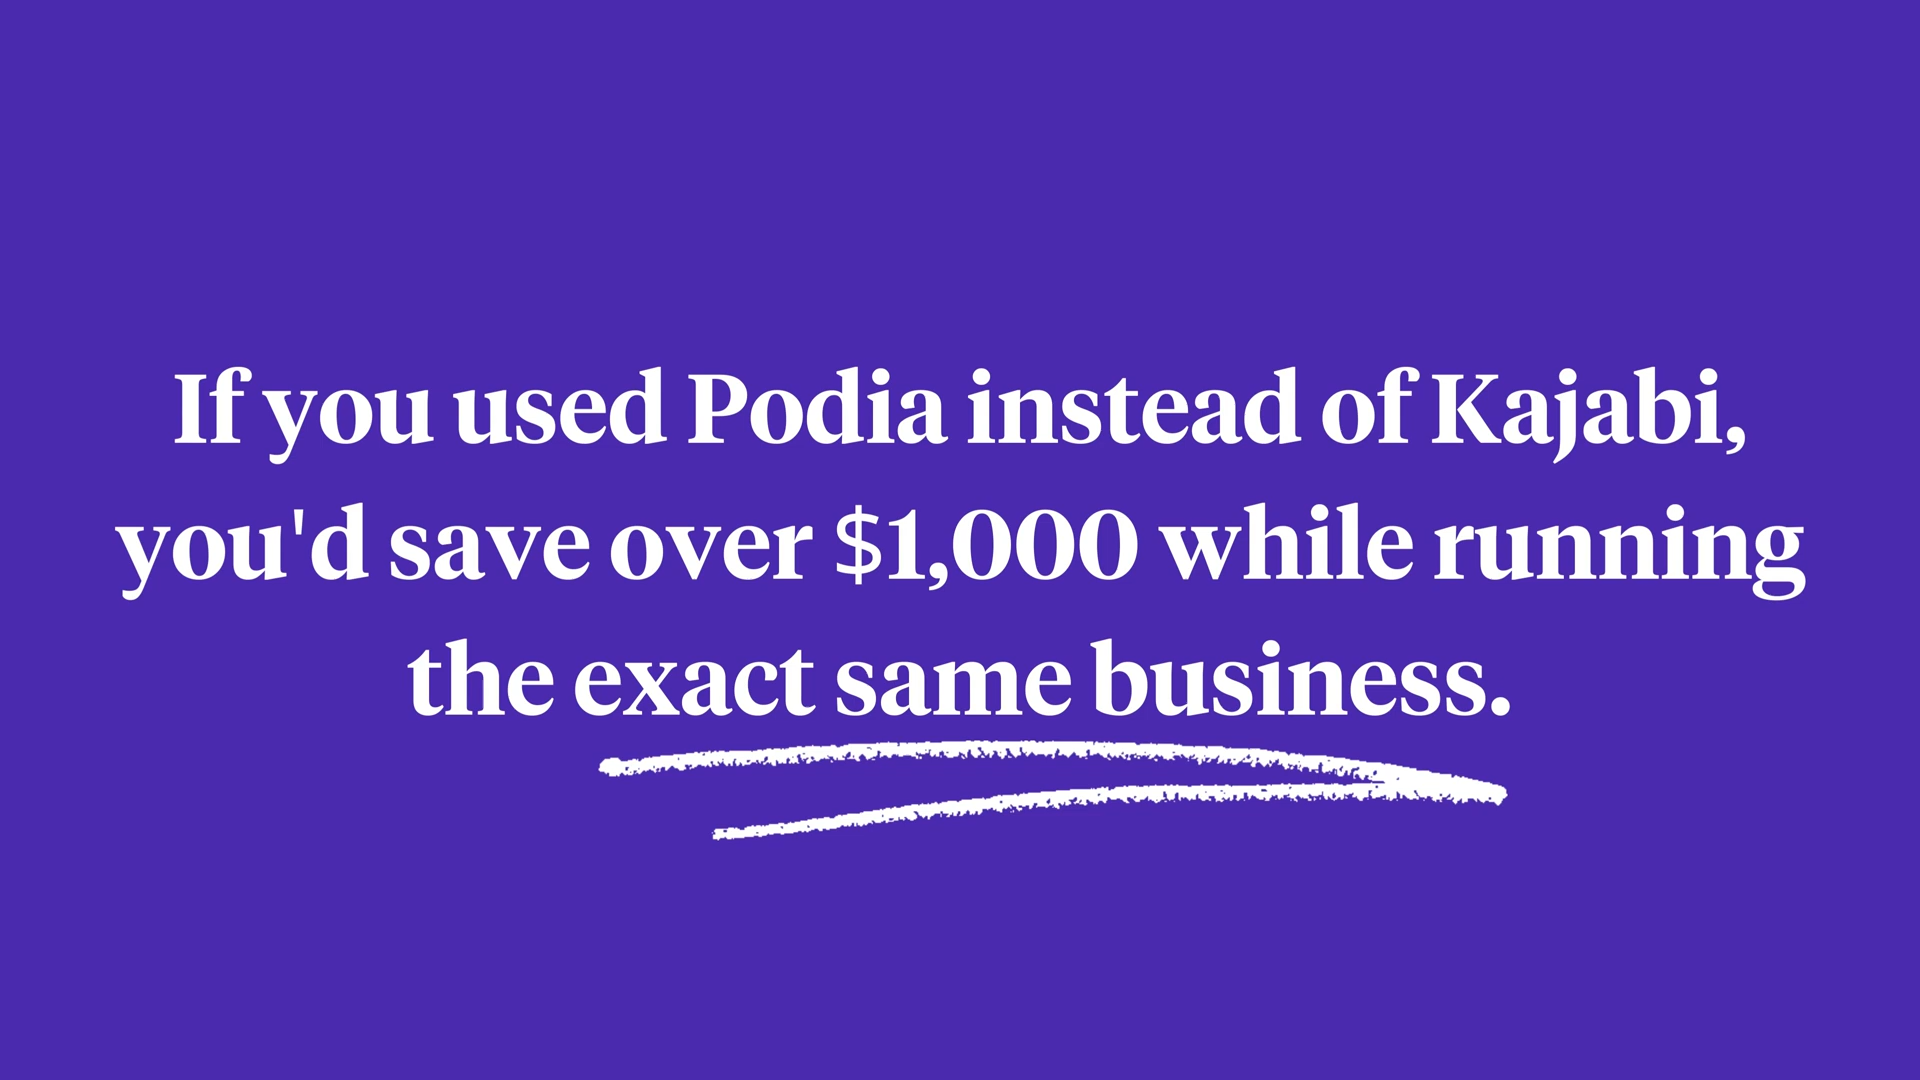 If you used Podia instead of Kajabi,
you'd save over $1,000 while running
the exact same business.